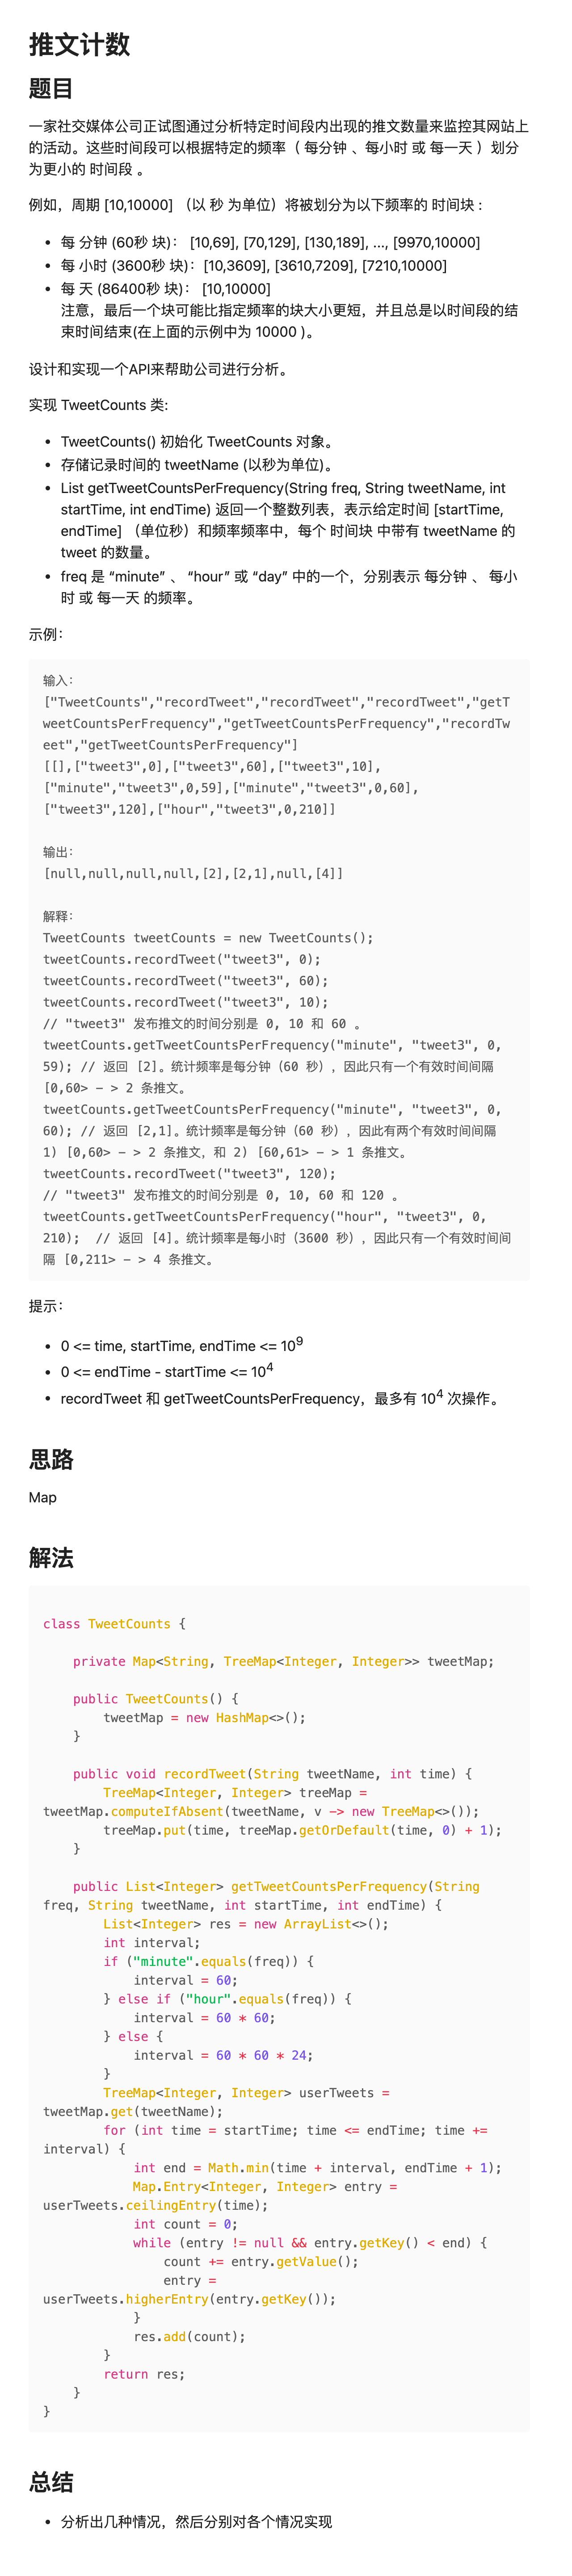 推文计数
题目
一家社交媒体公司正试图通过分析特定时间段内出现的推文数量来监控其网站上
的活动。这些时间段可以根据特定的频率（ 每分钟 、每小时 或 每一天 ）划分
为更小的 时间段 。
例如，周期 [10,10000] （以 秒 为单位）将被划分为以下频率的 时间块 :
• 每 分钟 (60秒 块)： [10,69], [70,129], [130,189], ..., [9970,10000]
• 每 小时 (3600秒 块)：[10,3609], [3610,7209], [7210,10000]
• 每 天 (86400秒 块)： [10,10000]
注意，最后一个块可能比指定频率的块大小更短，并且总是以时间段的结
束时间结束(在上面的示例中为 10000 )。
设计和实现一个API来帮助公司进行分析。
实现 TweetCounts 类:
• TweetCounts() 初始化 TweetCounts 对象。
• 存储记录时间的 tweetName (以秒为单位)。
• List getTweetCountsPerFrequency(String freq, String tweetName, int
startTime, int endTime) 返回一个整数列表，表示给定时间 [startTime,
endTime] （单位秒）和频率频率中，每个 时间块 中带有 tweetName 的
tweet 的数量。
• freq 是 “minute” 、 “hour” 或 “day” 中的一个，分别表示 每分钟 、 每小
时 或 每一天 的频率。
示例：
输入：
["TweetCounts","recordTweet","recordTweet","recordTweet","getT
weetCountsPerFrequency","getTweetCountsPerFrequency","recordTw
eet","getTweetCountsPerFrequency"]
[[],["tweet3",0],["tweet3",60],["tweet3",10],
["minute","tweet3",0,59],["minute","tweet3",0,60],
["tweet3",120],["hour","tweet3",0,210]]
输出：
[null,null,null,null,[2],[2,1],null,[4]]
解释：
TweetCounts tweetCounts = new TweetCounts();
tweetCounts.recordTweet("tweet3", 0);
tweetCounts.recordTweet("tweet3", 60);
tweetCounts.recordTweet("tweet3", 10);
// "tweet3" 发布推文的时间分别是 0, 10 和 60 。
tweetCounts.getTweetCountsPerFrequency("minute", "tweet3", 0,
59); // 返回 [2]。统计频率是每分钟（60 秒），因此只有一个有效时间间隔
[0,60> - > 2 条推文。
tweetCounts.getTweetCountsPerFrequency("minute", "tweet3", 0,
60); // 返回 [2,1]。统计频率是每分钟（60 秒），因此有两个有效时间间隔
1) [0,60> - > 2 条推文，和 2) [60,61> - > 1 条推文。
tweetCounts.recordTweet("tweet3", 120);
// "tweet3" 发布推文的时间分别是 0, 10, 60 和 120 。
tweetCounts.getTweetCountsPerFrequency("hour", "tweet3", 0,
210);  // 返回 [4]。统计频率是每小时（3600 秒），因此只有一个有效时间间
隔 [0,211> - > 4 条推文。
提示：
• 0 <= time, startTime, endTime <= 10⁹
• 0 <= endTime - startTime <= 10⁴
• recordTweet 和 getTweetCountsPerFrequency，最多有 10⁴ 次操作。
思路
Map
解法
class TweetCounts {
    private Map<String, TreeMap<Integer, Integer>> tweetMap;
    public TweetCounts() {
        tweetMap = new HashMap<>();
    }
    public void recordTweet(String tweetName, int time) {
        TreeMap<Integer, Integer> treeMap =
tweetMap.computeIfAbsent(tweetName, v -> new TreeMap<>());
        treeMap.put(time, treeMap.getOrDefault(time, 0) + 1);
    }
    public List<Integer> getTweetCountsPerFrequency(String
freq, String tweetName, int startTime, int endTime) {
        List<Integer> res = new ArrayList<>();
        int interval;
        if ("minute".equals(freq)) {
            interval = 60;
        } else if ("hour".equals(freq)) {
            interval = 60 * 60;
        } else {
            interval = 60 * 60 * 24;
        }
        TreeMap<Integer, Integer> userTweets =
tweetMap.get(tweetName);
        for (int time = startTime; time <= endTime; time +=
interval) {
            int end = Math.min(time + interval, endTime + 1);
            Map.Entry<Integer, Integer> entry =
userTweets.ceilingEntry(time);
            int count = 0;
            while (entry != null && entry.getKey() < end) {
                count += entry.getValue();
                entry =
userTweets.higherEntry(entry.getKey());
            }
            res.add(count);
        }
        return res;
    }
}
总结
• 分析出几种情况，然后分别对各个情况实现